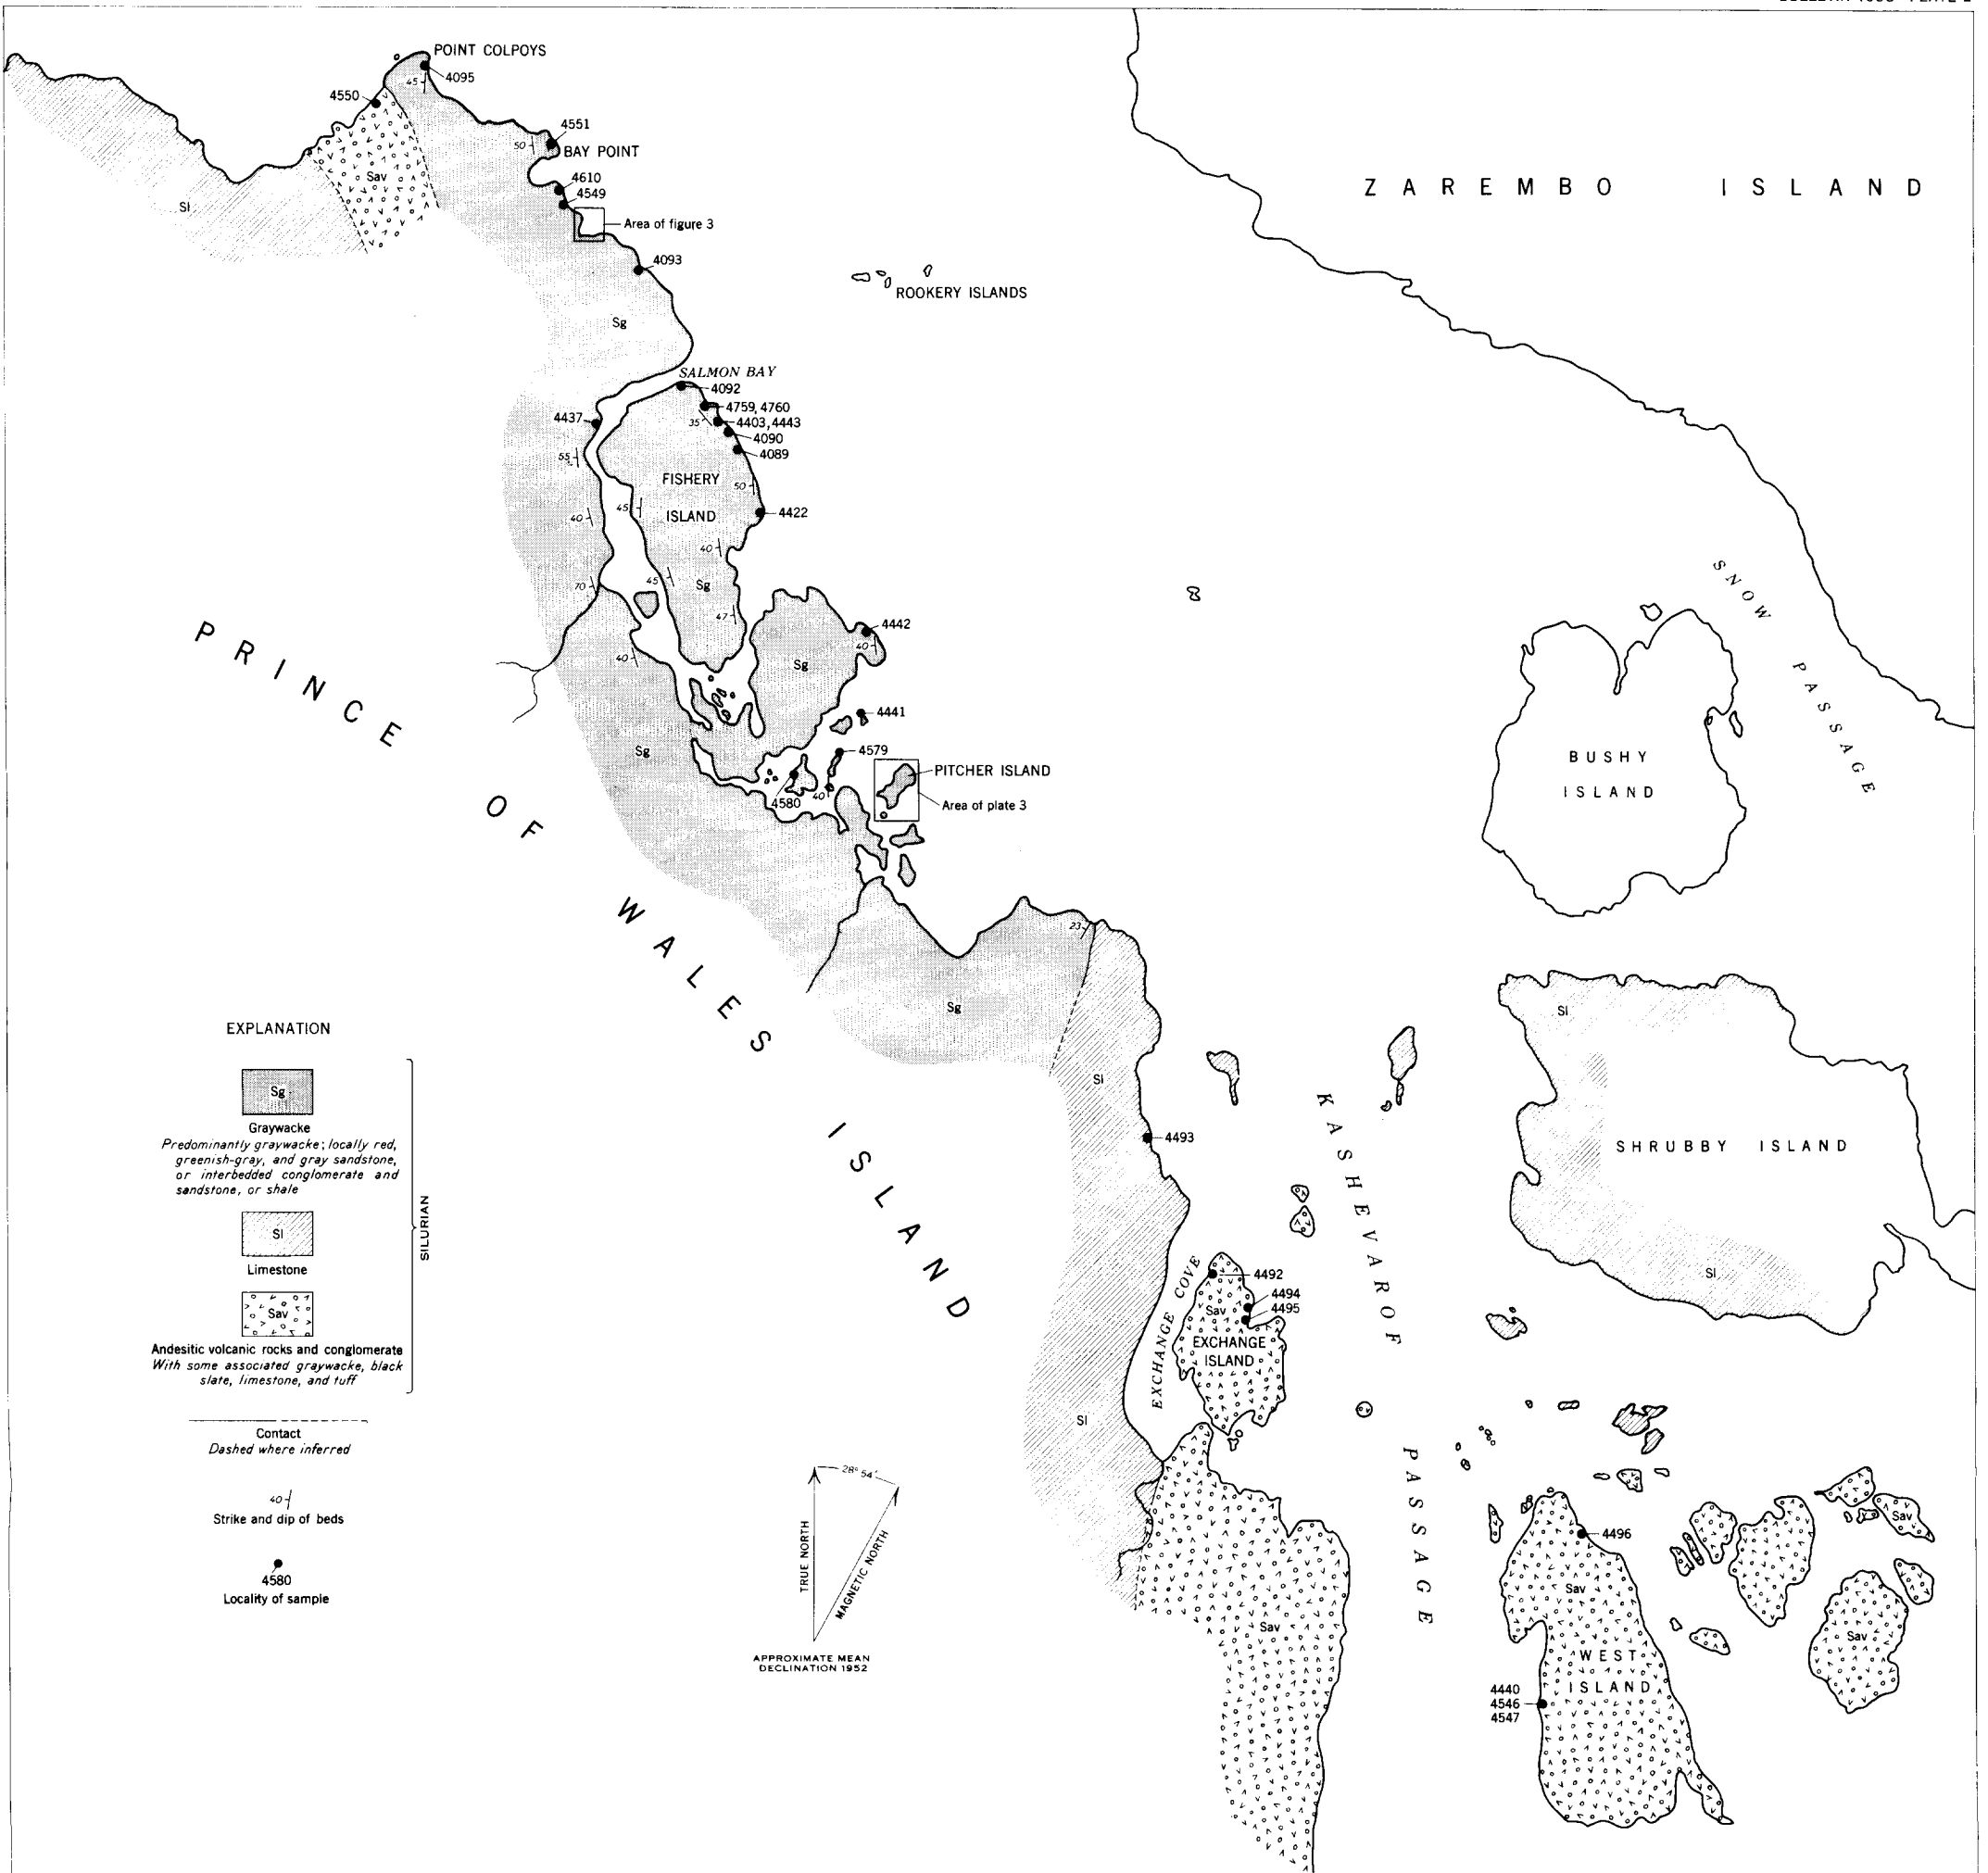 POINT COLPOYS
4095
45
4550
4551
50
BAY POINT
Sav
4610
4549
Sl
Area of figure 3
4093
Sg
ROOKERY ISLANDS
ZAREMBO ISLAND
SALMON BAY
4092
4759, 4760
35
4403, 4443
4437
4090
4089
55
FISHERY
ISLAND
50
45
4422
40
40
45
Sg
70
47
4442
40
Sg
40
4441
Sg
4579
PITCHER ISLAND
4580
40
Area of plate 3
SNOW PASSAGE
BUSHY
ISLAND
PRINCE OF WALES ISLAND
23
Sg
Sl
Sl
4493
SHRUBBY ISLAND
Sl
KASHEVAROF PASSAGE
EXCHANGE COVE
4492
4494
Sav
4495
EXCHANGE
ISLAND
Sl
Sav
4496
Sav
Sav
WEST
ISLAND
Sav
4440
4546
4547
EXPLANATION
Sg
Graywacke
Predominantly graywacke; locally red,
greenish-gray, and gray sandstone,
or interbedded conglomerate and
sandstone, or shale
Sl
Limestone
Sav
Andesitic volcanic rocks and conglomerate
With some associated graywacke, black
slate, limestone, and tuff
SILURIAN
Contact
Dashed where inferred
40
Strike and dip of beds
4580
Locality of sample
28° 54'
TRUE NORTH
MAGNETIC NORTH
APPROXIMATE MEAN
DECLINATION 1952